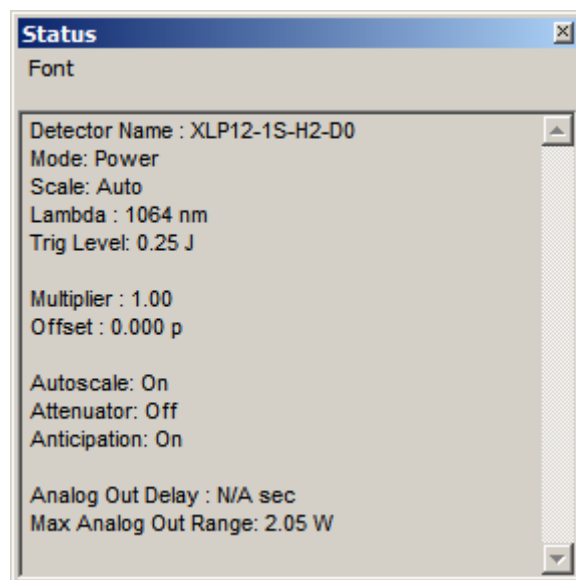 Status
Font
Detector Name : XLP12-1S-H2-D0
Mode: Power
Scale: Auto
Lambda : 1064 nm
Trig Level: 0.25 J
Multiplier : 1.00
Offset : 0.000 p
Autoscale: On
Attenuator: Off
Anticipation: On
Analog Out Delay : N/A sec
Max Analog Out Range: 2.05 W